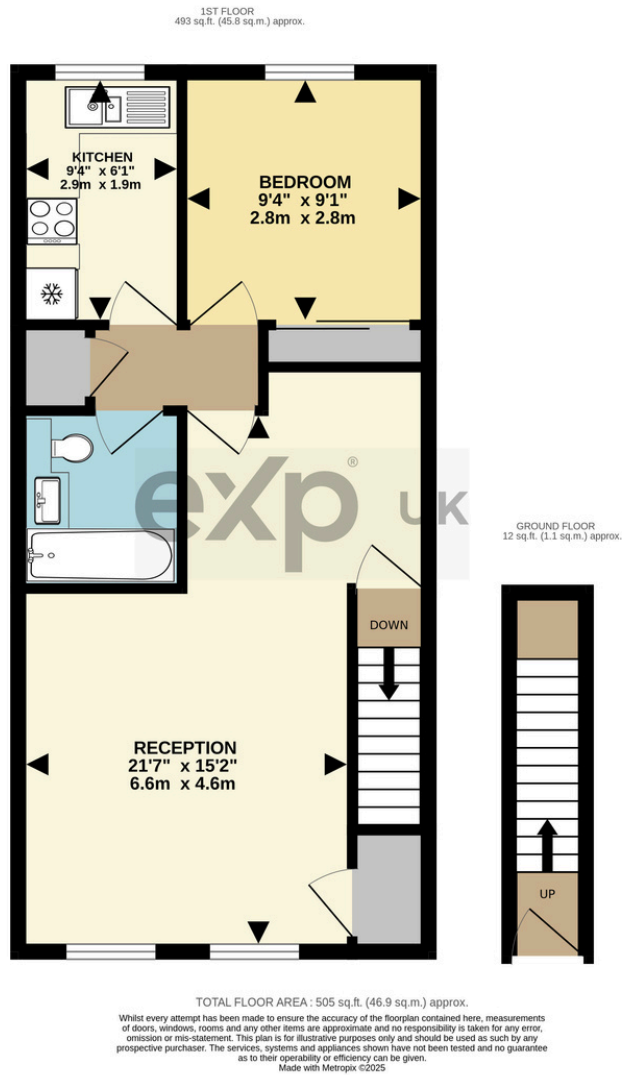 1ST FLOOR
493 sq.ft. (45.8 sq.m.) approx.
KITCHEN
9'4" x 6'1"
2.9m x 1.9m
BEDROOM
9'4" x 9'1"
2.8m x 2.8m
exp® UK
GROUND FLOOR
12 sq.ft. (1.1 sq.m.) approx.
DOWN
RECEPTION
21'7" x 15'2"
6.6m x 4.6m
UP
TOTAL FLOOR AREA : 505 sq.ft. (46.9 sq.m.) approx.
Whilst every attempt has been made to ensure the accuracy of the floorplan contained here, measurements
of doors, windows, rooms and any other items are approximate and no responsibility is taken for any error,
omission or mis-statement. This plan is for illustrative purposes only and should be used as such by any
prospective purchaser. The services, systems and appliances shown have not been tested and no guarantee
as to their operability or efficiency can be given.
Made with Metropix ©2025